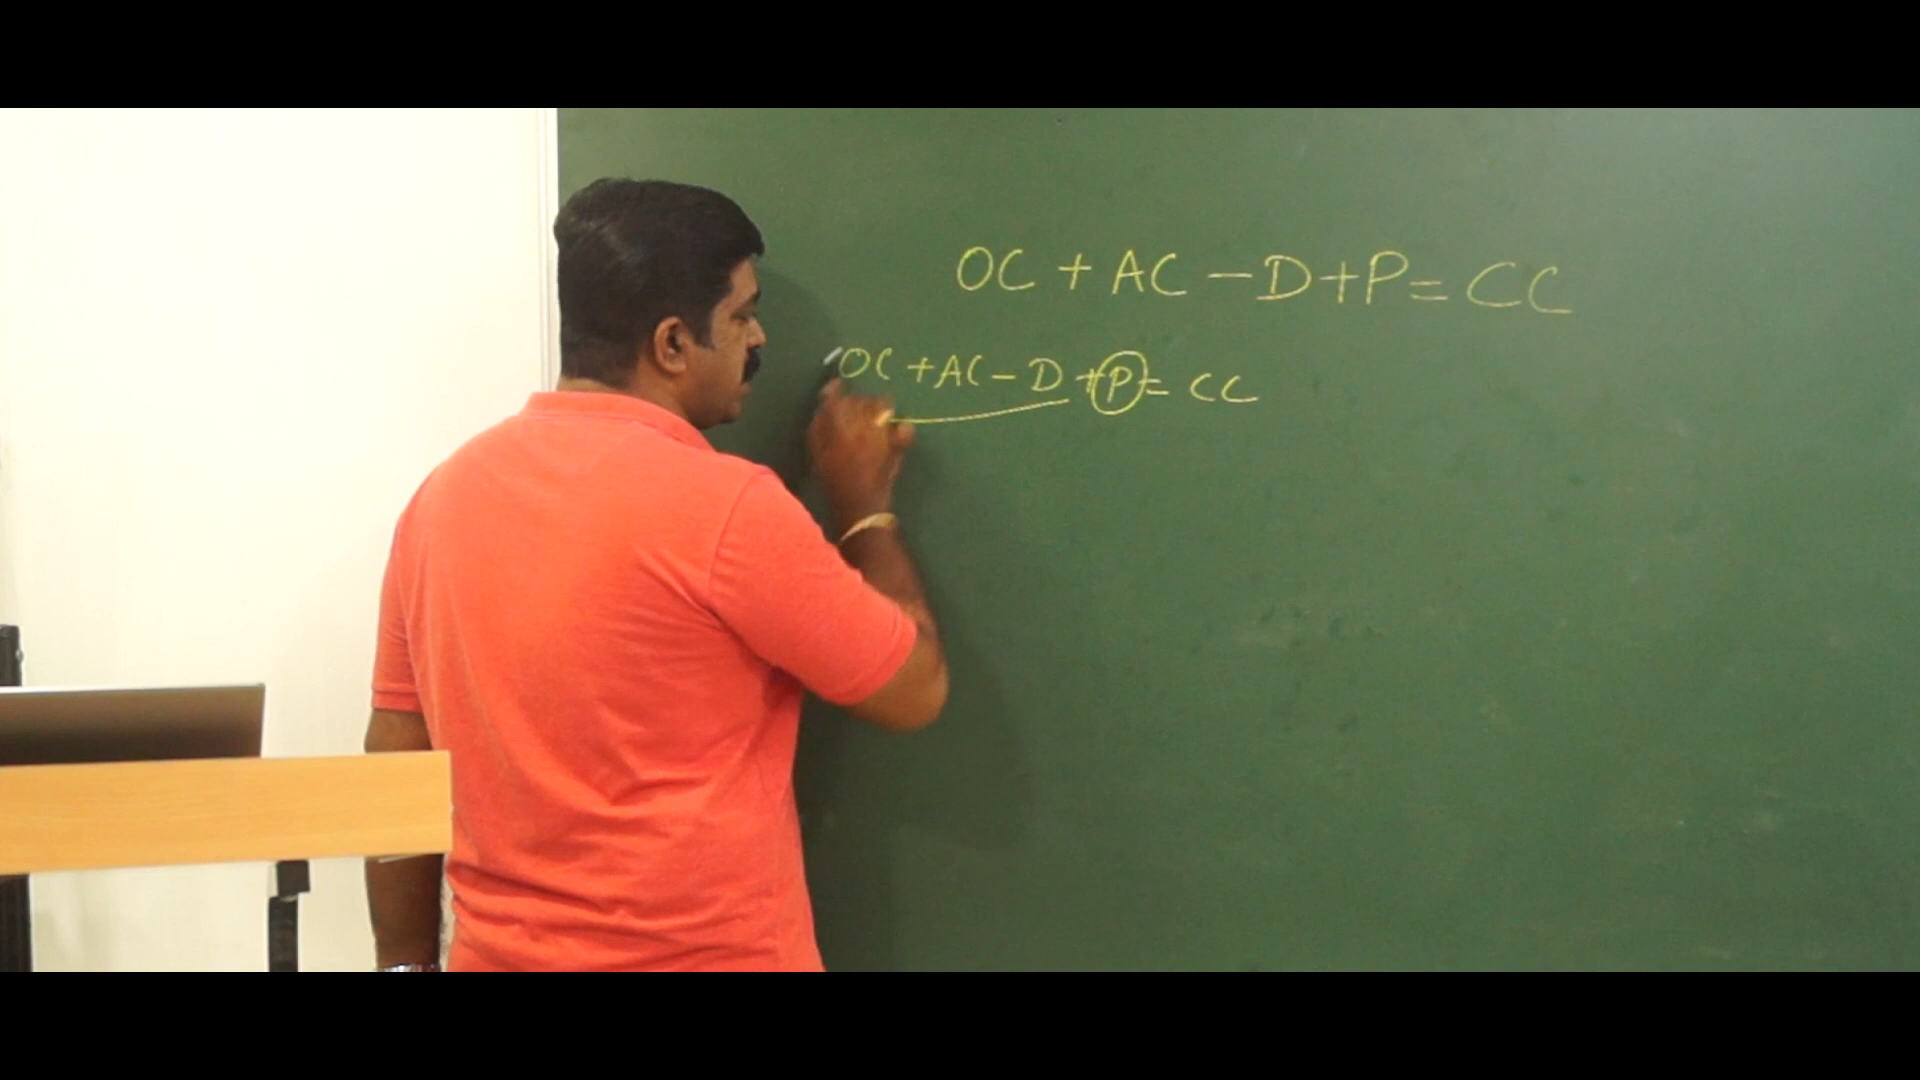 OC + AC - D + P = CC
OC + AC - D + P = CC